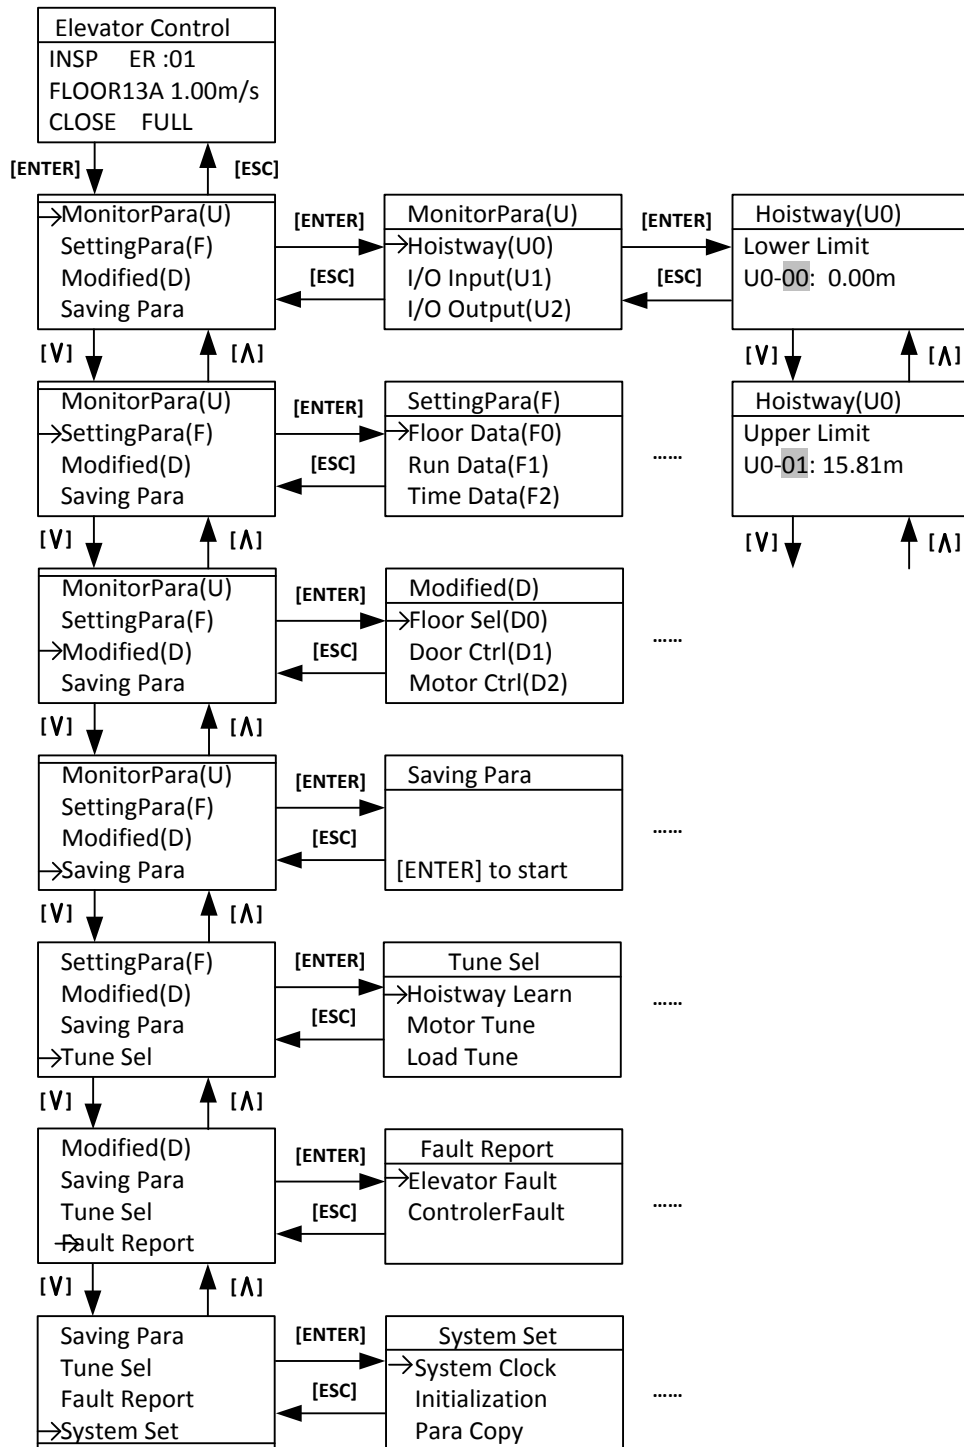 Elevator Control
INSP ER :01
FLOOR13A 1.00m/s
CLOSE FULL
[ENTER] [ESC]
MonitorPara(U)
SettingPara(F)
Modified(D)
Saving Para
[ENTER]
[ESC]
MonitorPara(U)
Hoistway(U0)
I/O Input(U1)
I/O Output(U2)
[ENTER]
[ESC]
Hoistway(U0)
Lower Limit
U0-00: 0.00m
[V] [Λ]
[V] [Λ]
MonitorPara(U)
SettingPara(F)
Modified(D)
Saving Para
[ENTER]
[ESC]
SettingPara(F)
Floor Data(F0)
Run Data(F1)
Time Data(F2)
......
Hoistway(U0)
Upper Limit
U0-01: 15.81m
[V] [Λ]
[V] [Λ]
MonitorPara(U)
SettingPara(F)
Modified(D)
Saving Para
[ENTER]
[ESC]
Modified(D)
Floor Sel(D0)
Door Ctrl(D1)
Motor Ctrl(D2)
......
[V] [Λ]
MonitorPara(U)
SettingPara(F)
Modified(D)
Saving Para
[ENTER]
[ESC]
Saving Para
[ENTER] to start
......
[V] [Λ]
SettingPara(F)
Modified(D)
Saving Para
Tune Sel
[ENTER]
[ESC]
Tune Sel
Hoistway Learn
Motor Tune
Load Tune
......
[V] [Λ]
Modified(D)
Saving Para
Tune Sel
Fault Report
[ENTER]
[ESC]
Fault Report
Elevator Fault
ControlerFault
......
[V] [Λ]
Saving Para
Tune Sel
Fault Report
System Set
[ENTER]
[ESC]
System Set
System Clock
Initialization
Para Copy
......